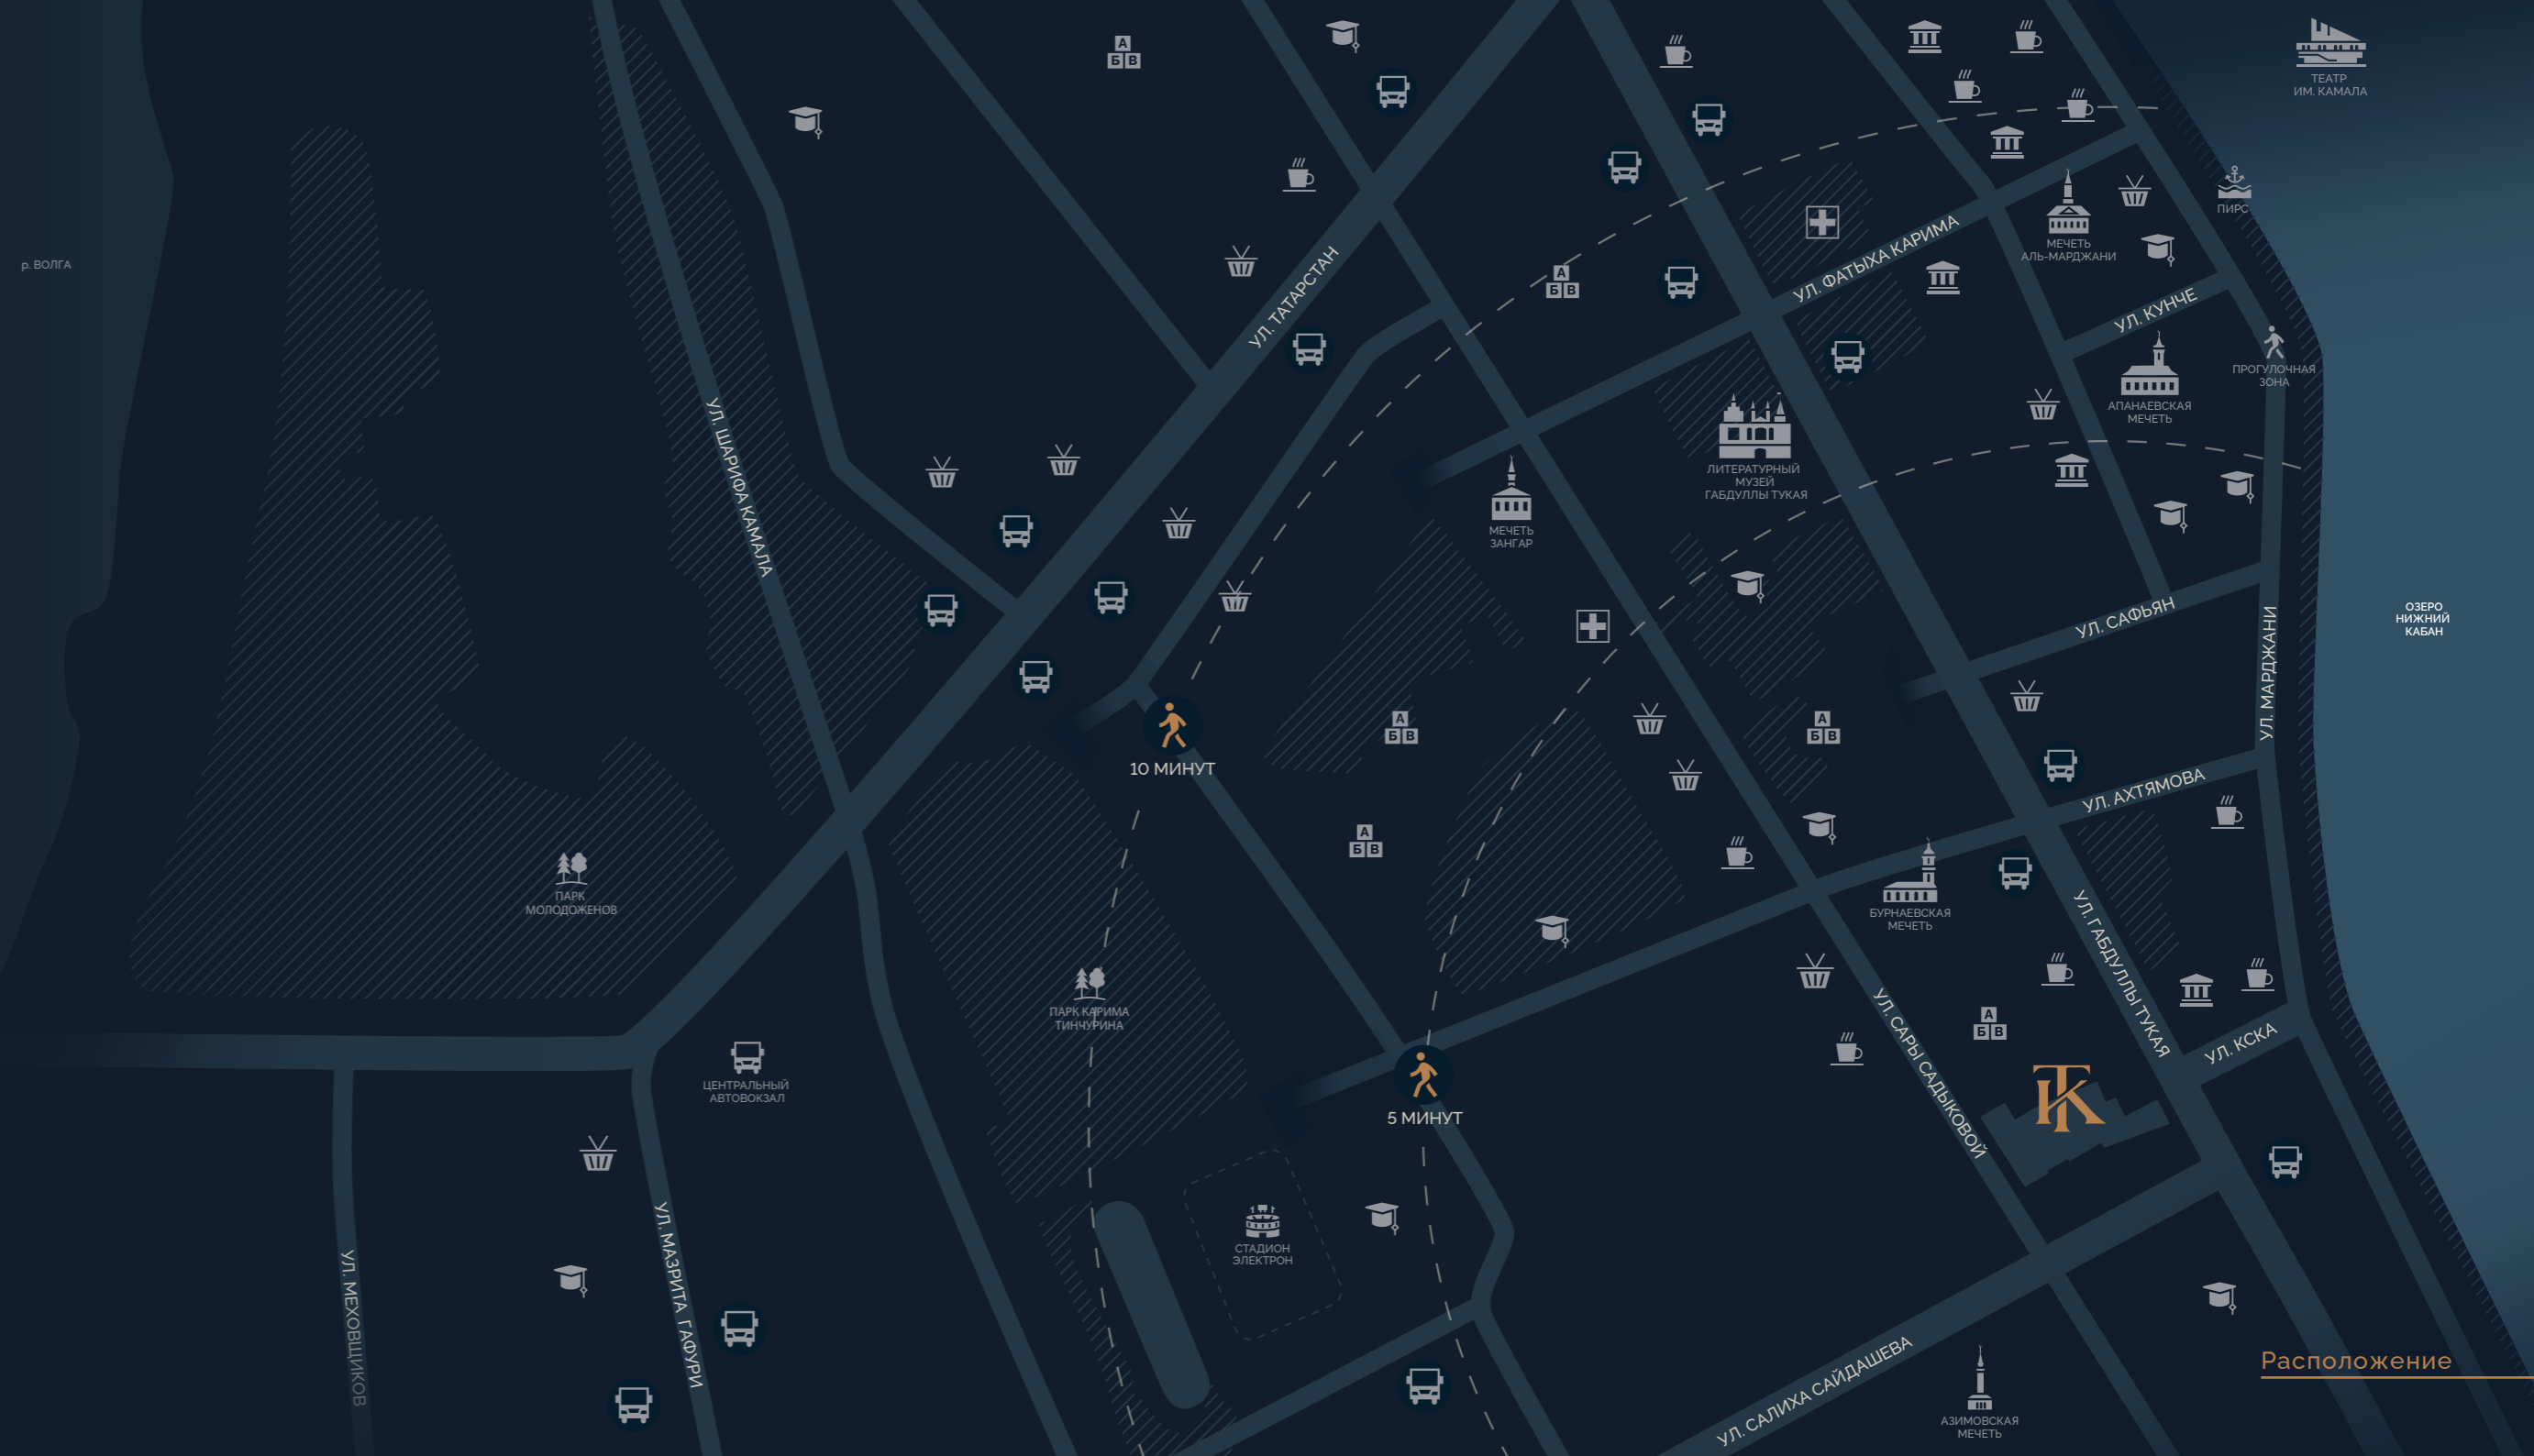 ТЕАТР
ИМ. КАМАЛА
А
Б В
ПИРС
УЛ. ФАТЫХА КАРИМА
МЕЧЕТЬ
АЛЬ-МАРДЖАНИ
р. ВОЛГА
УЛ. ТАТАРСТАН
А
Б В
УЛ. КУНЧЕ
ПРОГУЛОЧНАЯ
ЗОНА
АПАНАЕВСКАЯ
МЕЧЕТЬ
УЛ. ШАРИФА КАМАЛА
ЛИТЕРАТУРНЫЙ
МУЗЕЙ
ГАБДУЛЛЫ ТУКАЯ
МЕЧЕТЬ
ЗАНГАР
УЛ. САФЬЯН
ОЗЕРО
НИЖНИЙ
КАБАН
УЛ. МАРДЖАНИ
А
Б В
А
Б В
10 МИНУТ
УЛ. АХТЯМОВА
А
Б В
ПАРК
МОЛОДОЖЕНОВ
БУРНАЕВСКАЯ
МЕЧЕТЬ
УЛ. ГАБДУЛЛЫ ТУКАЯ
ПАРК КАРИМА
ТИНЧУРИНА
УЛ. САРЫ САДЫКОВОЙ
А
Б В
УЛ. КСКА
ЦЕНТРАЛЬНЫЙ
АВТОВОКЗАЛ
5 МИНУТ
ТК
УЛ. МАЗРИТА ГАФУРИ
СТАДИОН
ЭЛЕКТРОН
УЛ. МЕХОВЩИКОВ
Расположение
УЛ. САЛИХА САЙДАШЕВА
АЗИМОВСКАЯ
МЕЧЕТЬ